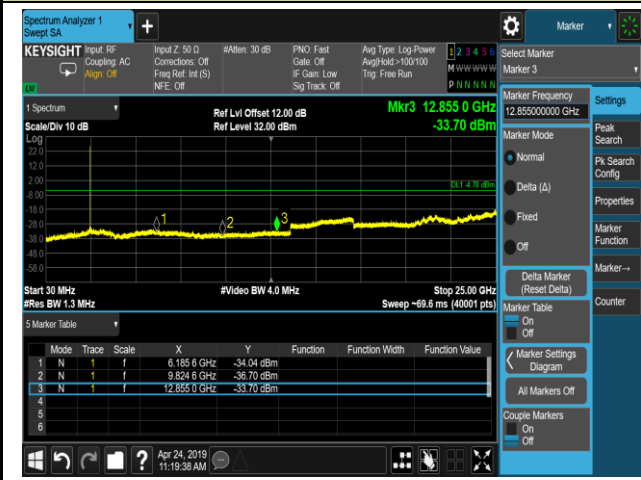 Spectrum Analyzer 1
Swept SA
+
Marker
KEYSIGHT
Input: RF
Coupling: AC
Align: Off
Input Z: 50 Ω
Corrections: Off
Freq Ref: Int (S)
NFE: Off
#Atten: 30 dB
PNO: Fast
Gate: Off
IF Gain: Low
Sig Track: Off
Avg Type: Log-Power
Avg|Hold:>100/100
Trig: Free Run
1 2 3 4 5 6
M W W W W W
P N N N N N
Select Marker
Marker 3
1 Spectrum
Scale/Div 10 dB
Ref Lvl Offset 12.00 dB
Ref Level 32.00 dBm
Mkr3 12.855 0 GHz
-33.70 dBm
Log
22.0
12.0
2.00
-8.00
-18.0
-28.0
-38.0
-48.0
-58.0
DL1 -4.78 dBm
1
2
3
Start 30 MHz
#Res BW 1.3 MHz
#Video BW 4.0 MHz
Stop 25.00 GHz
Sweep ~69.6 ms (40001 pts)
5 Marker Table
Mode Trace Scale X Y Function Function Width Function Value
1 N 1 f 6.185 6 GHz -34.04 dBm
2 N 1 f 9.824 6 GHz -36.70 dBm
3 N 1 f 12.855 0 GHz -33.70 dBm
4
5
6
Marker Frequency
12.855000000 GHz
Marker Mode
Normal
Delta (Δ)
Fixed
Off
Delta Marker
(Reset Delta)
Marker Table
On
Off
Marker Settings
Diagram
All Markers Off
Couple Markers
On
Off
Settings
Peak
Search
Pk Search
Config
Properties
Marker
Function
Marker→
Counter
?
Apr 24, 2019
11:19:38 AM